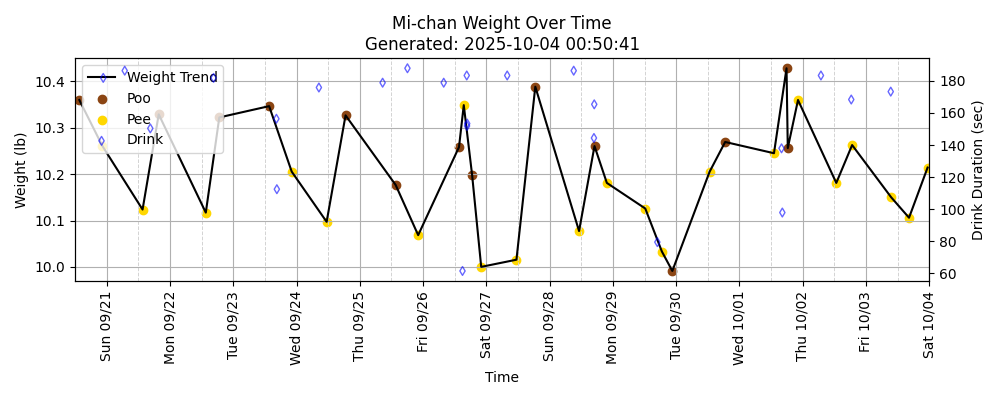 Mi-chan Weight Over Time
Generated: 2025-10-04 00:50:41
Weight (lb)
10.4
10.3
10.2
10.1
10.0
Weight Trend
Poo
Pee
Drink
180
160
140
120
100
80
60
Drink Duration (sec)
Sun 09/21
Mon 09/22
Tue 09/23
Wed 09/24
Thu 09/25
Fri 09/26
Sat 09/27
Sun 09/28
Mon 09/29
Tue 09/30
Wed 10/01
Thu 10/02
Fri 10/03
Sat 10/04
Time